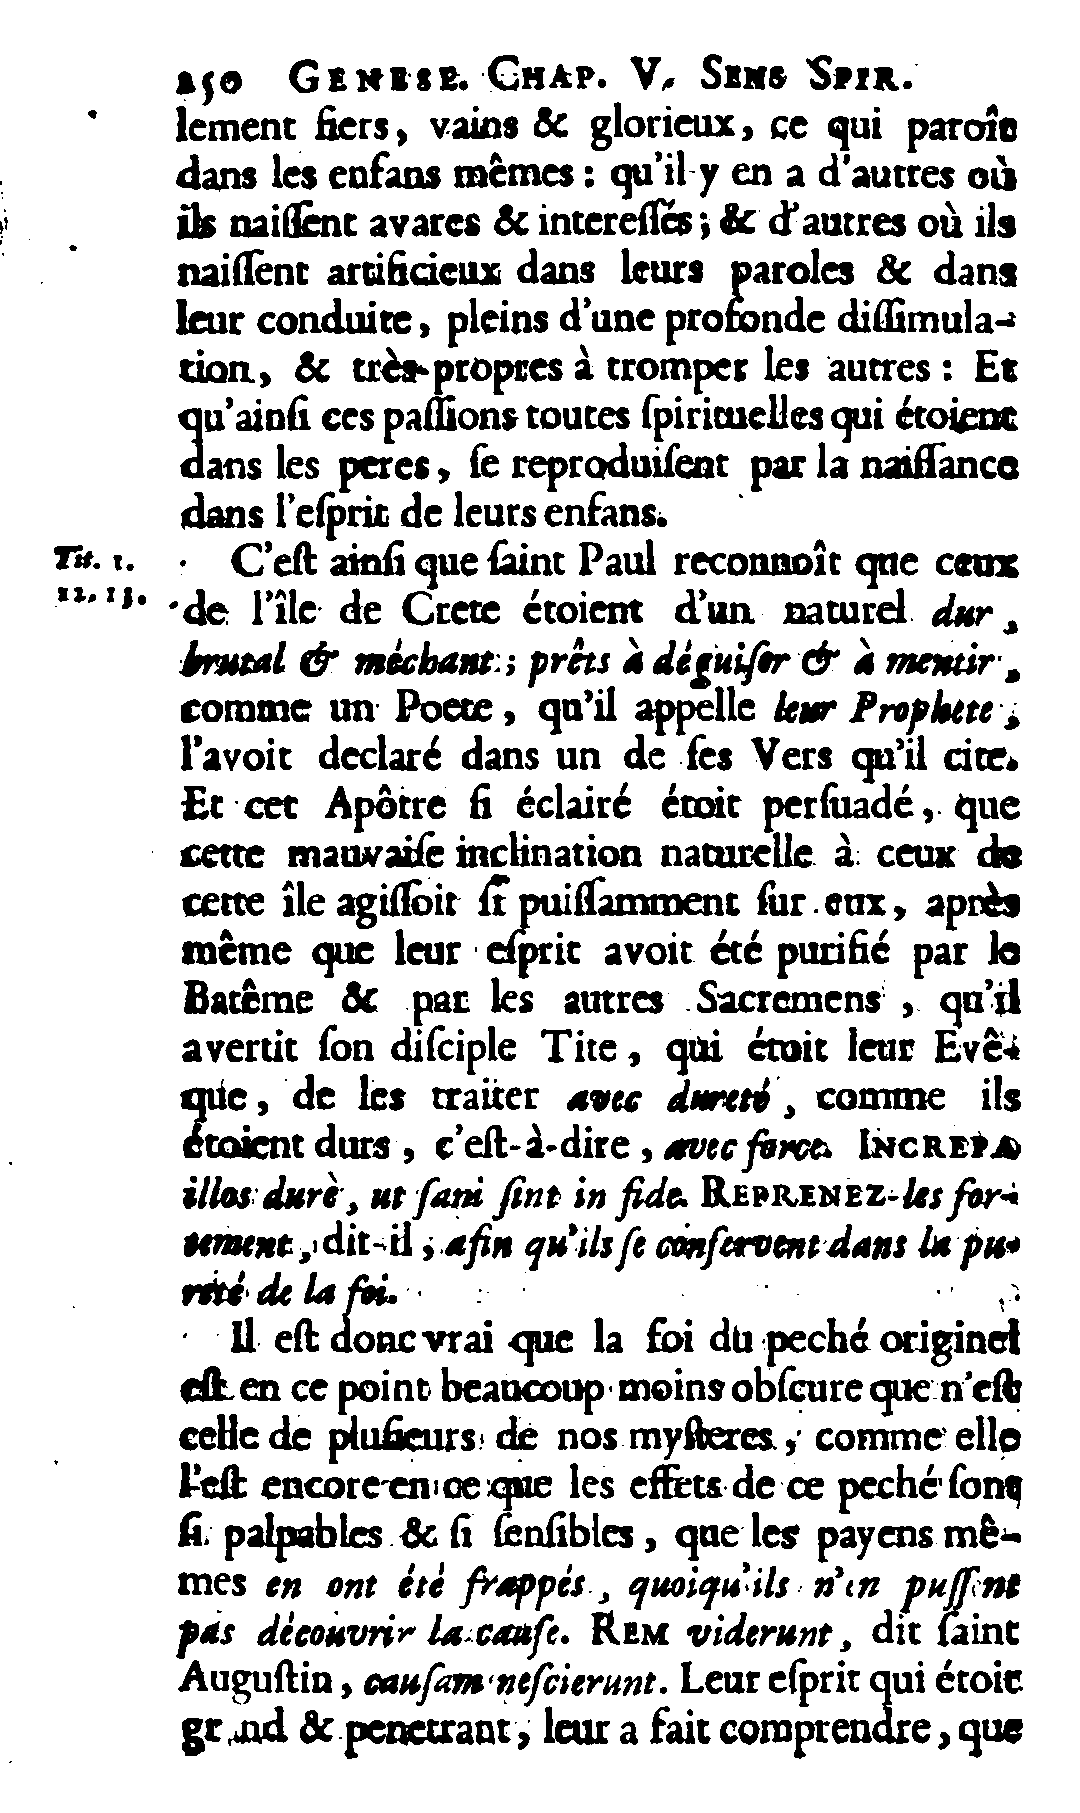 250 GENESE. CHAP. V. SENS SPIR.
lement fiers, vains & glorieux, ce qui paroît
dans les enfans mêmes : qu'il y en a d'autres où
ils naiſſent avares & intereſſés ; & d'autres où ils
naiſſent artificieux dans leurs paroles & dans
leur conduite, pleins d'une profonde diſſimula-
tion, & très-propres à tromper les autres : Et
qu'ainſi ces paſſions toutes ſpirituelles qui étoient
dans les peres, ſe reproduiſent par la naiſſance
dans l'eſprit de leurs enfans.
Tit. 1.
12. 13.
C'eſt ainſi que ſaint Paul reconnoît que ceux
de l'île de Crete étoient d'un naturel dur,
brutal & méchant ; prêts à déguiſer & à mentir,
comme un Poete, qu'il appelle leur Prophete,
l'avoit declaré dans un de ſes Vers qu'il cite.
Et cet Apôtre ſi éclairé étoit perſuadé, que
cette mauvaiſe inclination naturelle à ceux de
cette île agiſſoit ſi puiſſamment ſur eux, après
même que leur eſprit avoit été purifié par le
Batême & par les autres Sacremens, qu'il
avertit ſon diſciple Tite, qui étoit leur Evê-
que, de les traiter avec dureté, comme ils
étoient durs, c'eſt-à-dire, avec force. INCREPA
illos durè, ut ſani ſint in fide. REPRENEZ-les for-
tement, dit-il, afin qu'ils ſe conſervent dans la pu-
reté de la foi.
Il eſt donc vrai que la foi du peché originel
eſt en ce point beaucoup moins obſcure que n'eſt
celle de pluſieurs de nos myſteres, comme elle
l'eſt encore en ce que les effets de ce peché ſont
ſi palpables & ſi ſenſibles, que les payens mê-
mes en ont été frappés, quoiqu'ils n'en puſſent
pas découvrir la cauſe. REM viderunt, dit ſaint
Auguſtin, cauſam neſcierunt. Leur eſprit qui étoit
grand & penetrant, leur a fait comprendre, que